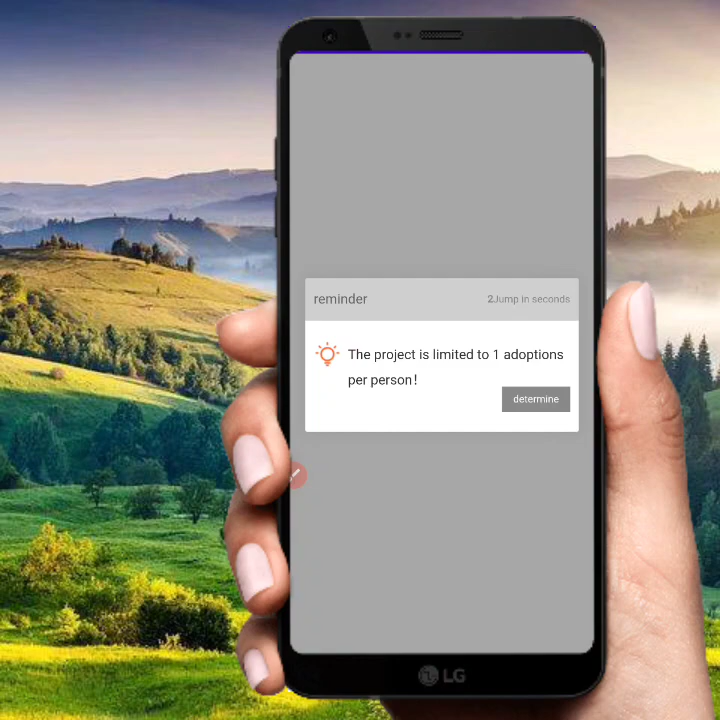 reminder
2Jump in seconds
The project is limited to 1 adoptions
per person!
determine
LG